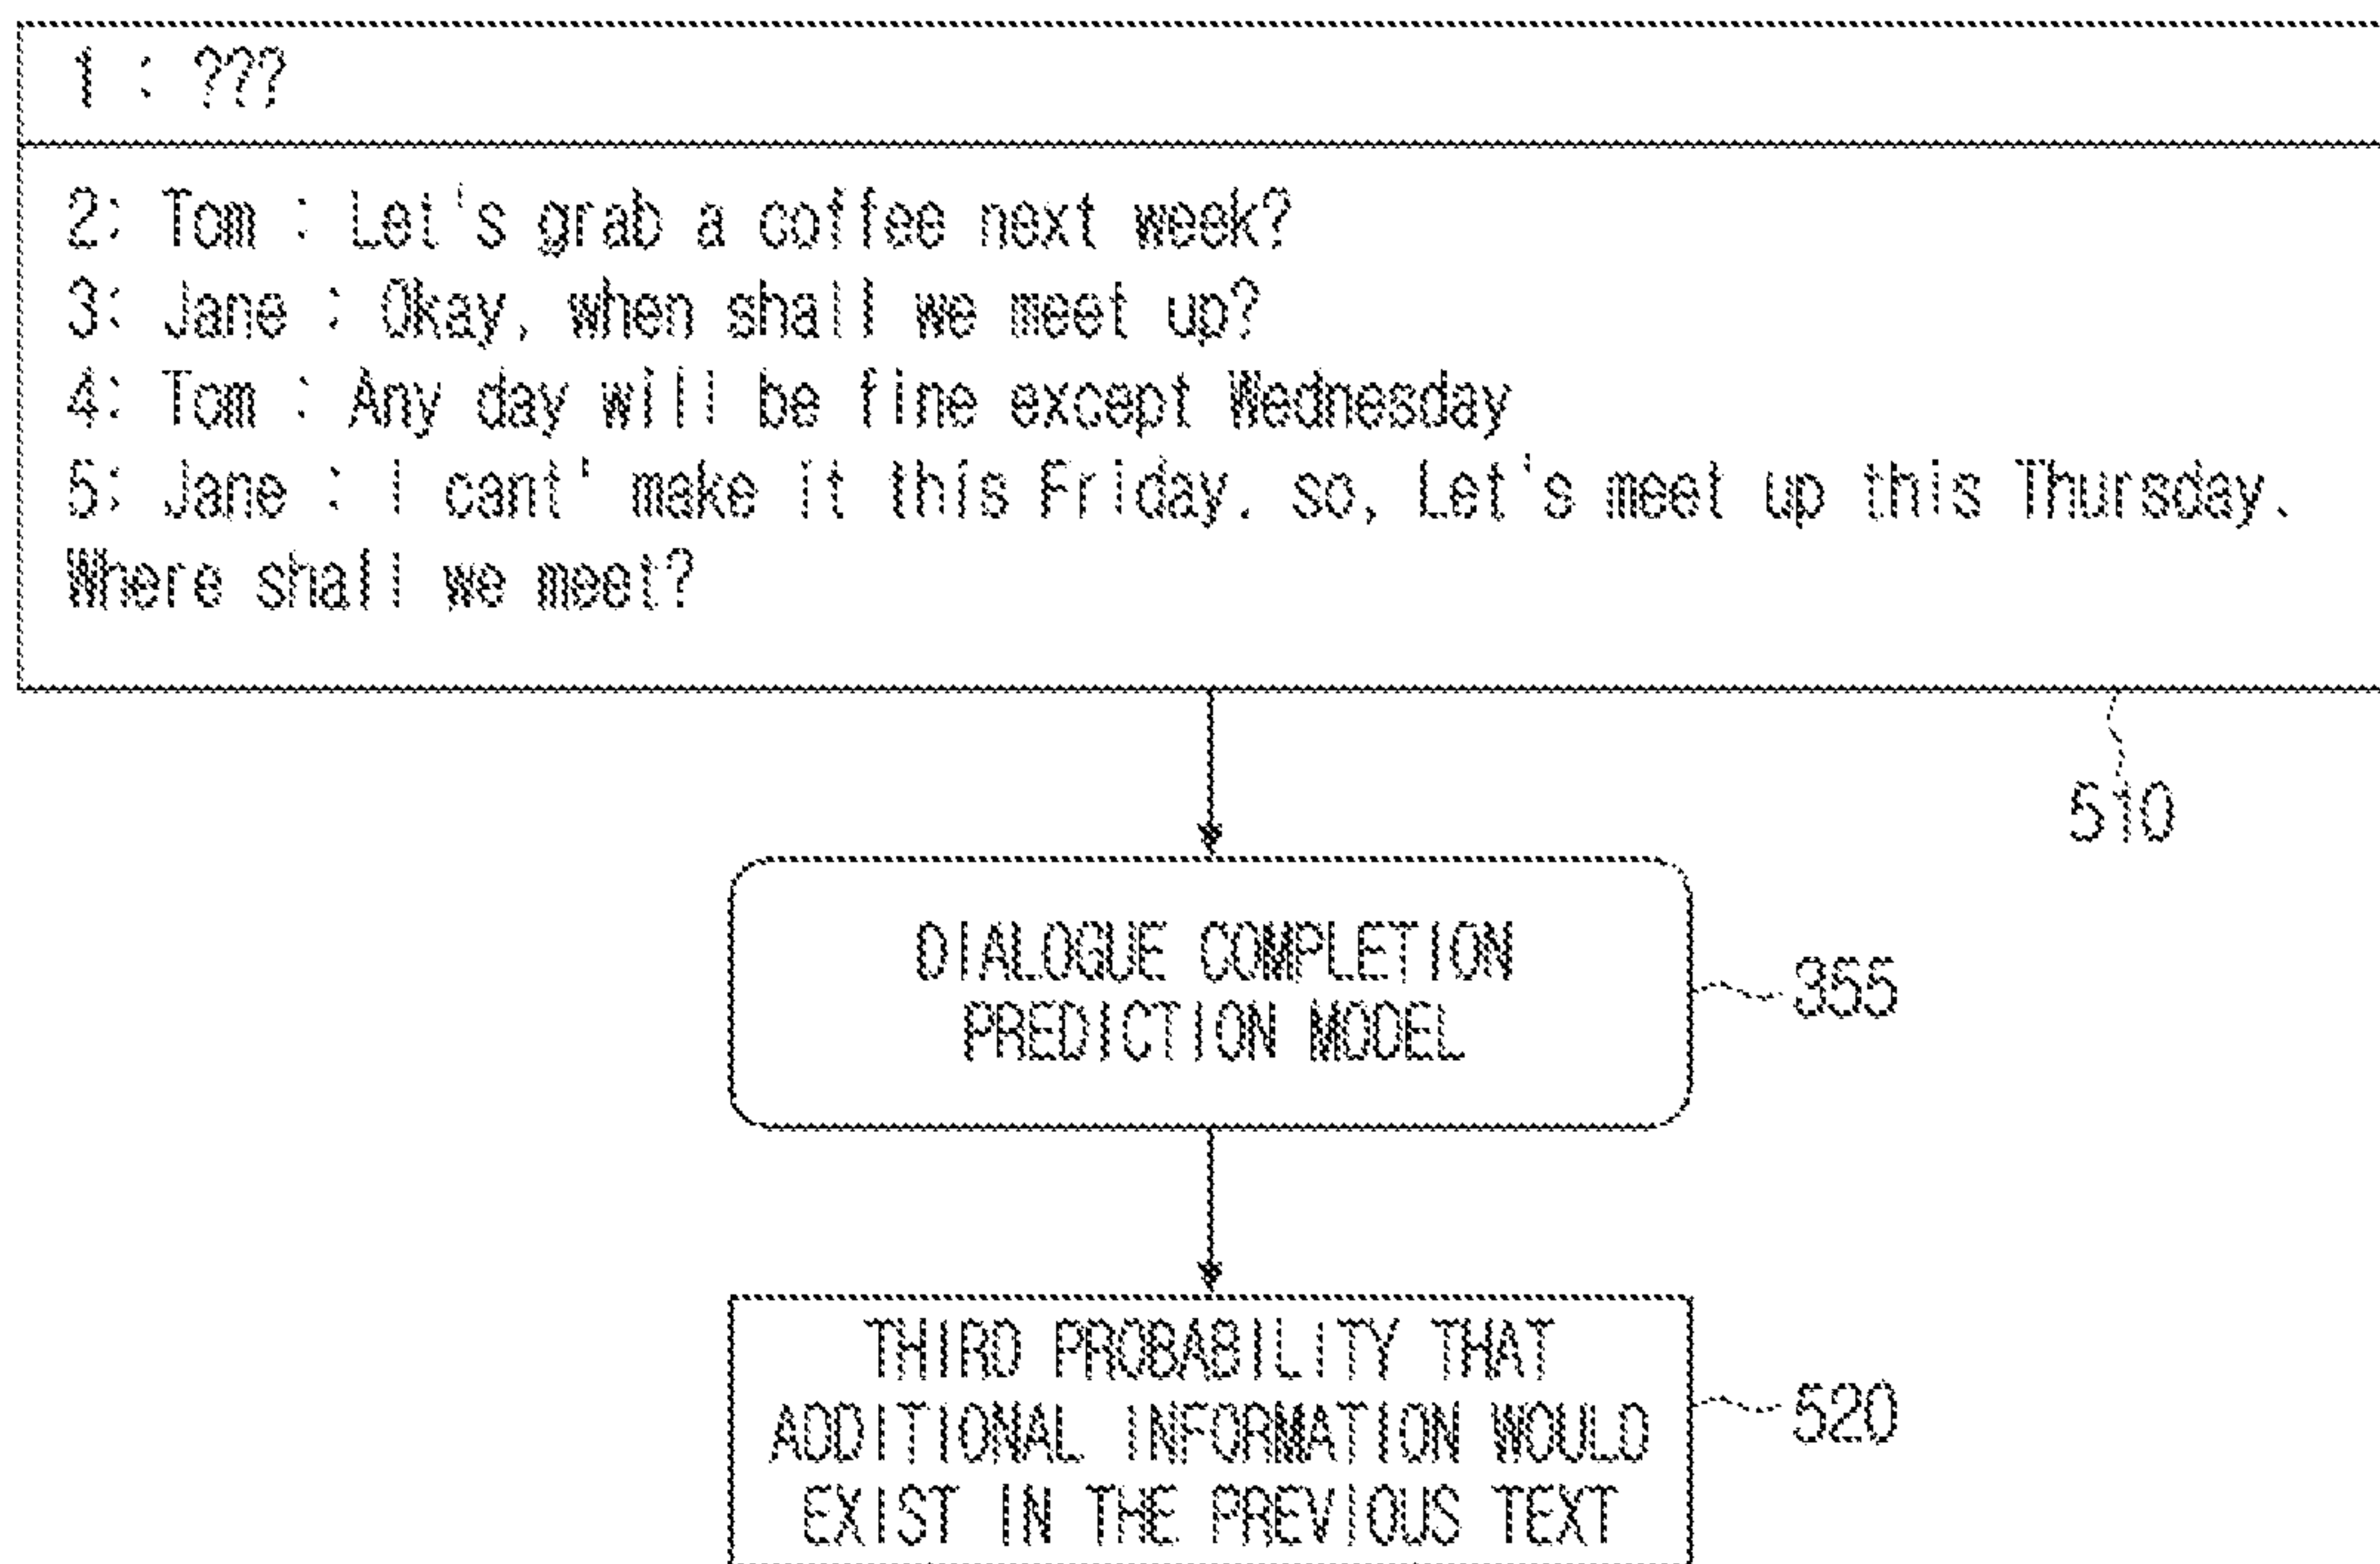 1 : ???
2: Tom : Let's grab a coffee next week?
3: Jane : Okay, when shall we meet up?
4: Tom : Any day will be fine except Wednesday
5: Jane : I cant' make it this Friday. so, Let's meet up this Thursday.
Where shall we meet?
510
DIALOGUE COMPLETION
PREDICTION MODEL
355
THIRD PROBABILITY THAT
ADDITIONAL INFORMATION WOULD
EXIST IN THE PREVIOUS TEXT
520